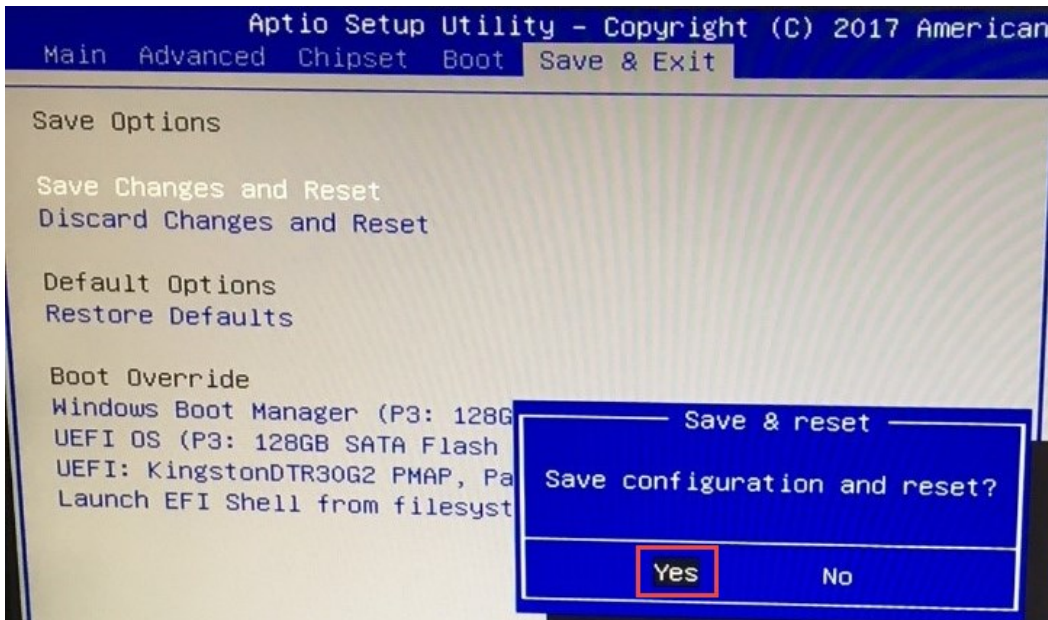 Aptio Setup Utility – Copyright (C) 2017 American
Main Advanced Chipset Boot Save & Exit
Save Options
Save Changes and Reset
Discard Changes and Reset
Default Options
Restore Defaults
Boot Override
Windows Boot Manager (P3: 128G
UEFI OS (P3: 128GB SATA Flash
UEFI: KingstonDTR30G2 PMAP, Pa
Launch EFI Shell from filesyst
Save & reset
Save configuration and reset?
Yes No